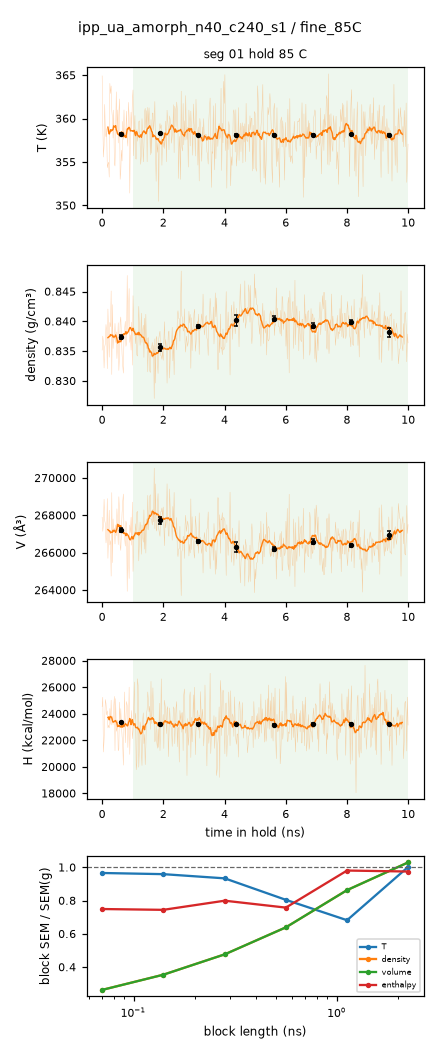 ipp_ua_amorph_n40_c240_s1 / fine_85C
seg 01 hold 85 C
T (K)
365
360
355
350
0 2 4 6 8 10
density (g/cm³)
0.845
0.840
0.835
0.830
0 2 4 6 8 10
V (Å³)
270000
268000
266000
264000
0 2 4 6 8 10
H (kcal/mol)
28000
26000
24000
22000
20000
18000
0 2 4 6 8 10
time in hold (ns)
block SEM / SEM(g)
1.0
0.8
0.6
0.4
T
density
volume
enthalpy
10⁻¹ 10⁰
block length (ns)